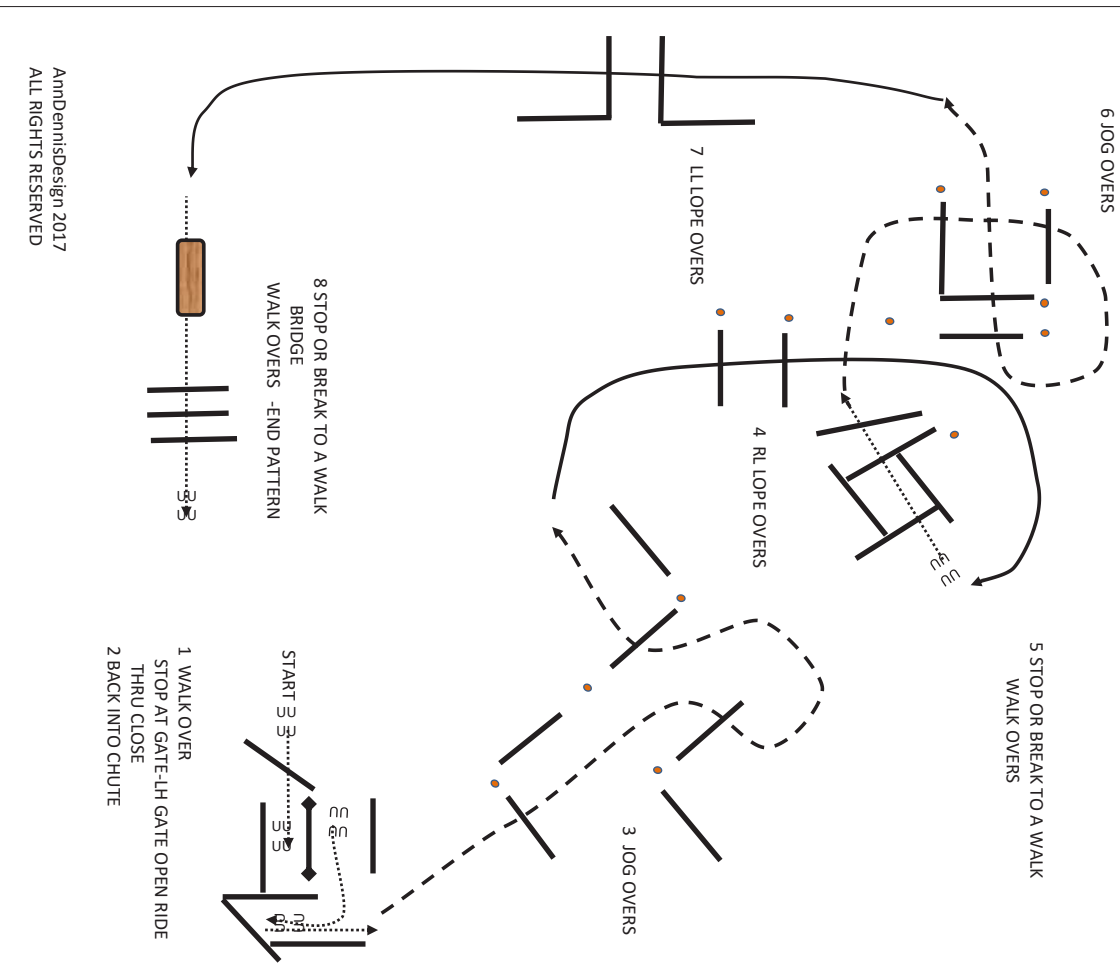 START
1 WALK OVER
STOP AT GATE-LH GATE OPEN RIDE
THRU CLOSE
2 BACK INTO CHUTE
3 JOG OVERS
4 RL LOPE OVERS
5 STOP OR BREAK TO A WALK
WALK OVERS
6 JOG OVERS
7 LL LOPE OVERS
8 STOP OR BREAK TO A WALK
BRIDGE
WALK OVERS -END PATTERN
AnnDennisDesign 2017
ALL RIGHTS RESERVED